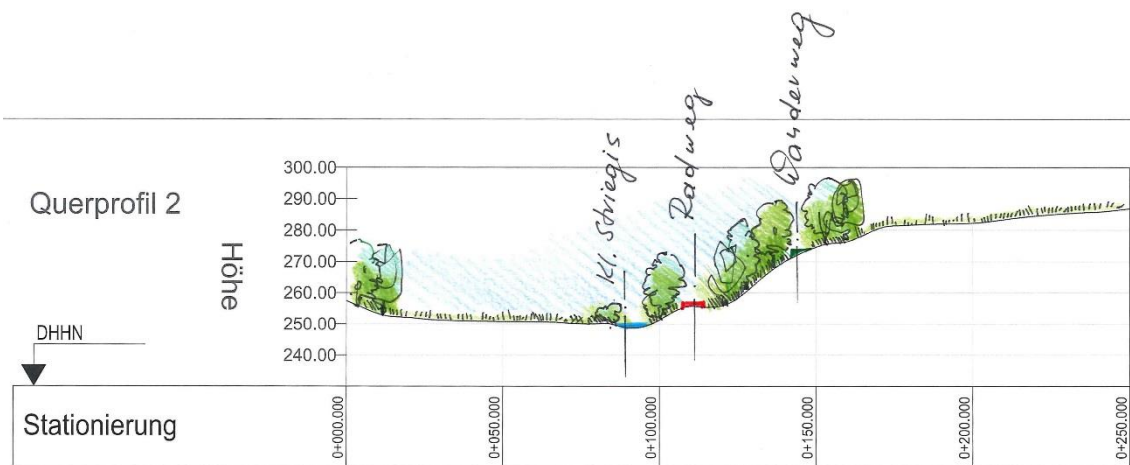 Querprofil 2
Höhe
300.00
290.00
280.00
270.00
260.00
250.00
240.00
Kl. Striegis
Radweg
Wanderweg
DHHN
Stationierung
0+000.000
0+050.000
0+100.000
0+150.000
0+200.000
0+250.000